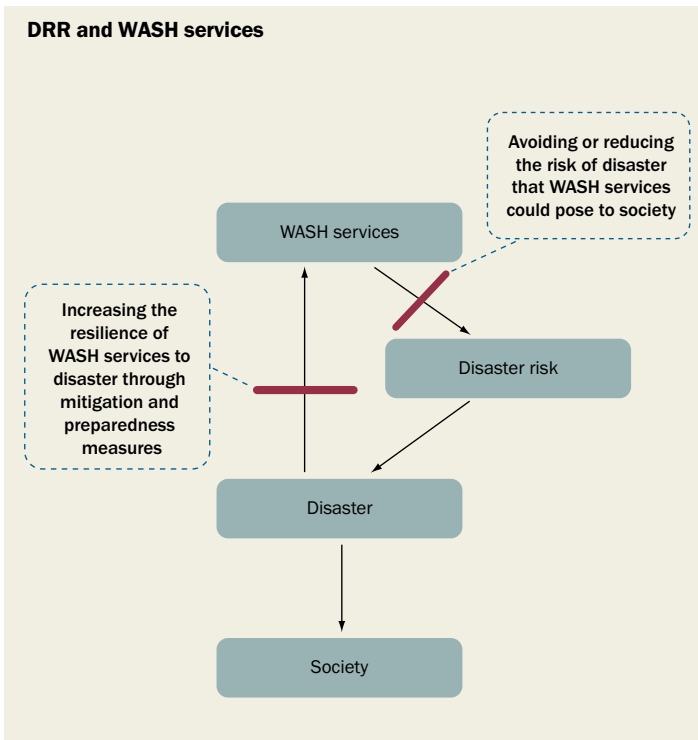 DRR and WASH services
Avoiding or reducing
the risk of disaster
that WASH services
could pose to society
WASH services
Increasing the
resilience of
WASH services to
disaster through
mitigation and
preparedness
measures
Disaster risk
Disaster
Society